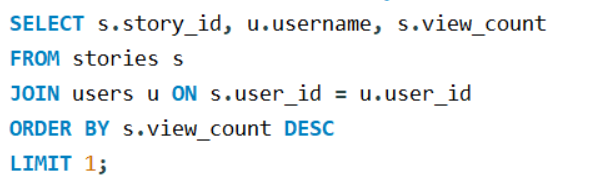 SELECT s.story_id, u.username, s.view_count
FROM stories s
JOIN users u ON s.user_id = u.user_id
ORDER BY s.view_count DESC
LIMIT 1;